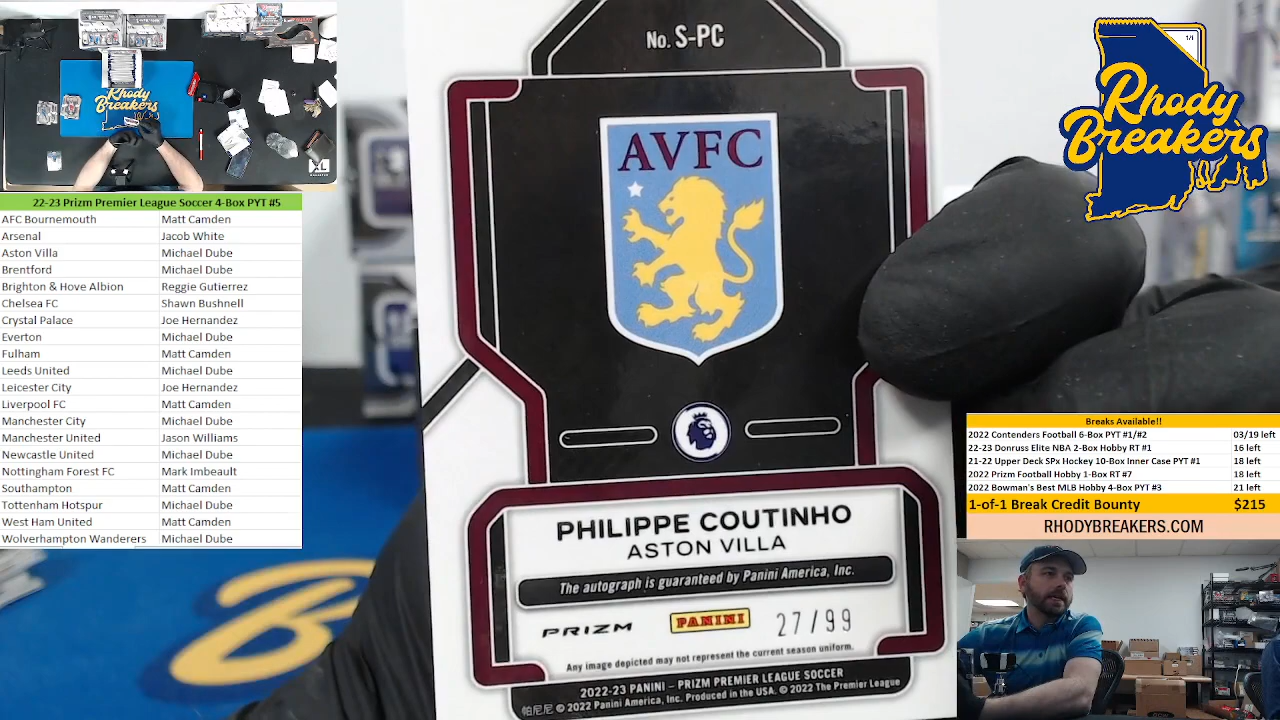 Rhody
Breakers
22-23 Prizm Premier League Soccer 4-Box PYT #5
AFC Bournemouth Matt Camden
Arsenal Jacob White
Aston Villa Michael Dube
Brentford Michael Dube
Brighton & Hove Albion Reggie Gutierrez
Chelsea FC Shawn Bushnell
Crystal Palace Joe Hernandez
Everton Michael Dube
Fulham Matt Camden
Leeds United Michael Dube
Leicester City Joe Hernandez
Liverpool FC Matt Camden
Manchester City Michael Dube
Manchester United Jason Williams
Newcastle United Michael Dube
Nottingham Forest FC Mark Imbeault
Southampton Matt Camden
Tottenham Hotspur Michael Dube
West Ham United Matt Camden
Wolverhampton Wanderers Michael Dube
No. S-PC
AVFC
PHILIPPE COUTINHO
ASTON VILLA
The autograph is guaranteed by Panini America, Inc.
PRIZM PANINI 27/99
Any image depicted may not represent the current season uniform.
2022-23 PANINI – PRIZM PREMIER LEAGUE SOCCER
帕尼尼 © 2022 Panini America, Inc. Produced in the USA. © 2022 The Premier League
1/1
Rhody
Breakers
Breaks Available!!
2022 Contenders Football 6-Box PYT #1/#2 03/19 left
22-23 Donruss Elite NBA 2-Box Hobby RT #1 16 left
21-22 Upper Deck SPx Hockey 10-Box Inner Case PYT #1 18 left
2022 Prizm Football Hobby 1-Box RT #7 18 left
2022 Bowman's Best MLB Hobby 4-Box PYT #3 21 left
1-of-1 Break Credit Bounty $215
RHODYBREAKERS.COM